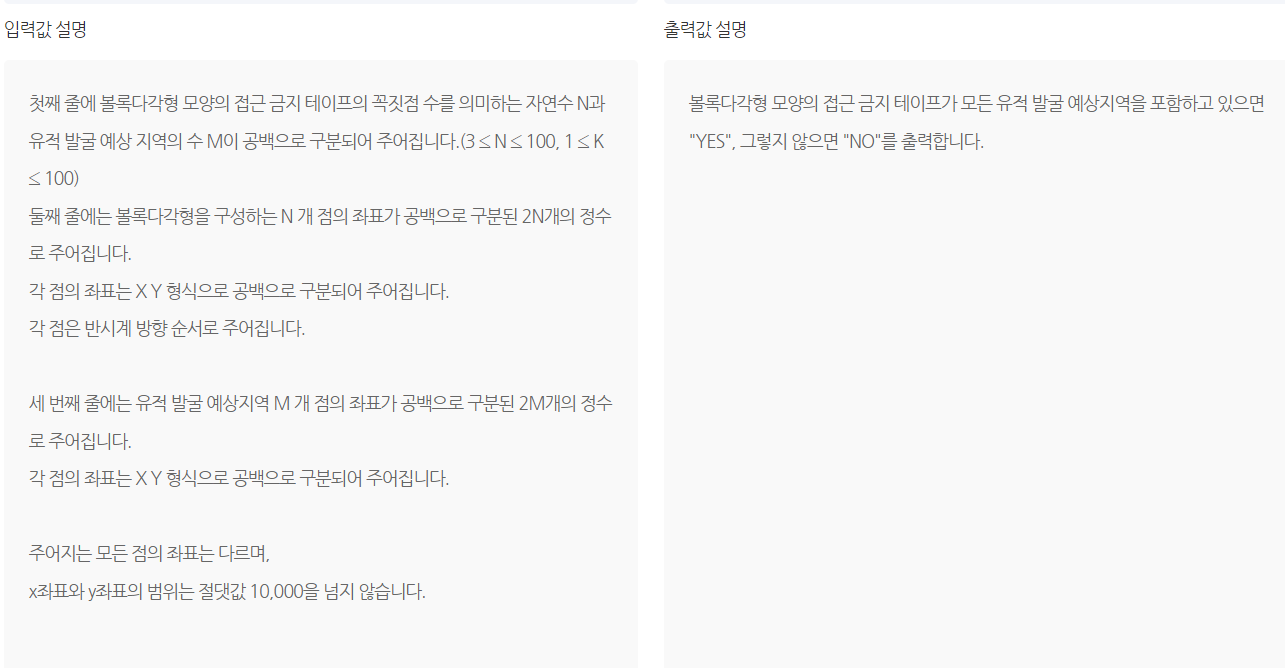 입력값 설명
첫째 줄에 볼록다각형 모양의 접근 금지 테이프의 꼭짓점 수를 의미하는 자연수 N과
유적 발굴 예상 지역의 수 M이 공백으로 구분되어 주어집니다.(3 ≤ N ≤ 100, 1 ≤ K
≤ 100)
둘째 줄에는 볼록다각형을 구성하는 N 개 점의 좌표가 공백으로 구분된 2N개의 정수
로 주어집니다.
각 점의 좌표는 X Y 형식으로 공백으로 구분되어 주어집니다.
각 점은 반시계 방향 순서로 주어집니다.
세 번째 줄에는 유적 발굴 예상지역 M 개 점의 좌표가 공백으로 구분된 2M개의 정수
로 주어집니다.
각 점의 좌표는 X Y 형식으로 공백으로 구분되어 주어집니다.
주어지는 모든 점의 좌표는 다르며,
x좌표와 y좌표의 범위는 절댓값 10,000을 넘지 않습니다.
출력값 설명
볼록다각형 모양의 접근 금지 테이프가 모든 유적 발굴 예상지역을 포함하고 있으면
"YES", 그렇지 않으면 "NO"를 출력합니다.